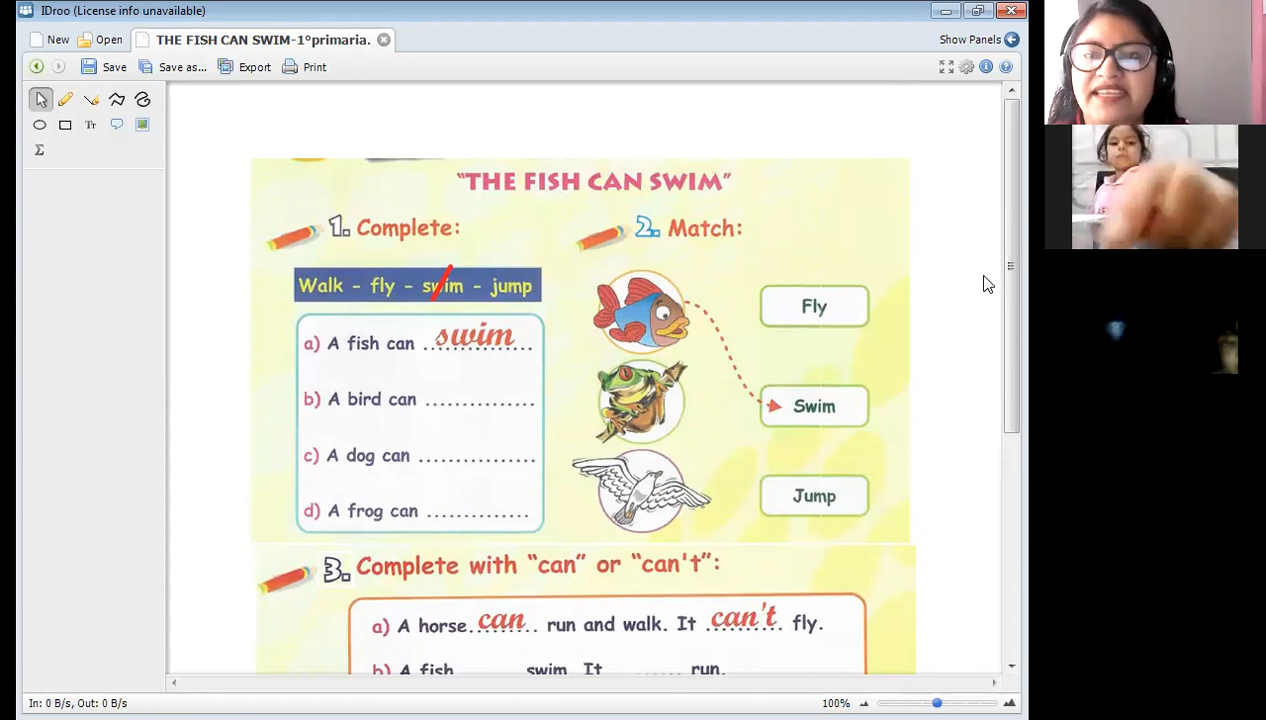 IDroo (License info unavailable)
New Open THE FISH CAN SWIM-1°primaria. Show Panels
Save Save as... Export Print
Tr
Σ
"THE FISH CAN SWIM"
1. Complete:
Walk - fly - swim - jump
a) A fish can swim
b) A bird can ..............
c) A dog can ..............
d) A frog can ..............
2. Match:
Fly
Swim
Jump
3. Complete with "can" or "can't":
a) A horse can run and walk. It can't fly.
b) A fish ........ swim. It ........ run.
In: 0 B/s, Out: 0 B/s 100%